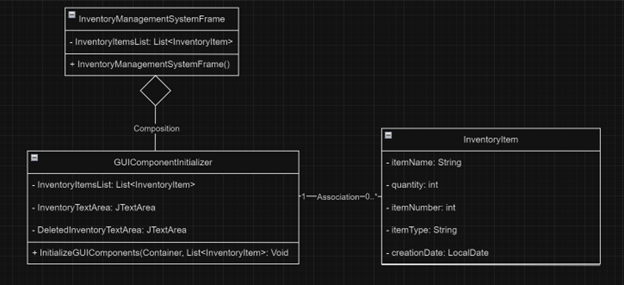 InventoryManagementSystemFrame
- InventoryItemsList: List<InventoryItem>
+ InventoryManagementSystemFrame()
Composition
GUIComponentInitializer
- InventoryItemsList: List<InventoryItem>
- InventoryTextArea: JTextArea
- DeletedInventoryTextArea: JTextArea
+ InitializeGUIComponents(Container, List<InventoryItem>: Void
1 Association 0..*
InventoryItem
- itemName: String
- quantity: int
- itemNumber: int
- itemType: String
- creationDate: LocalDate